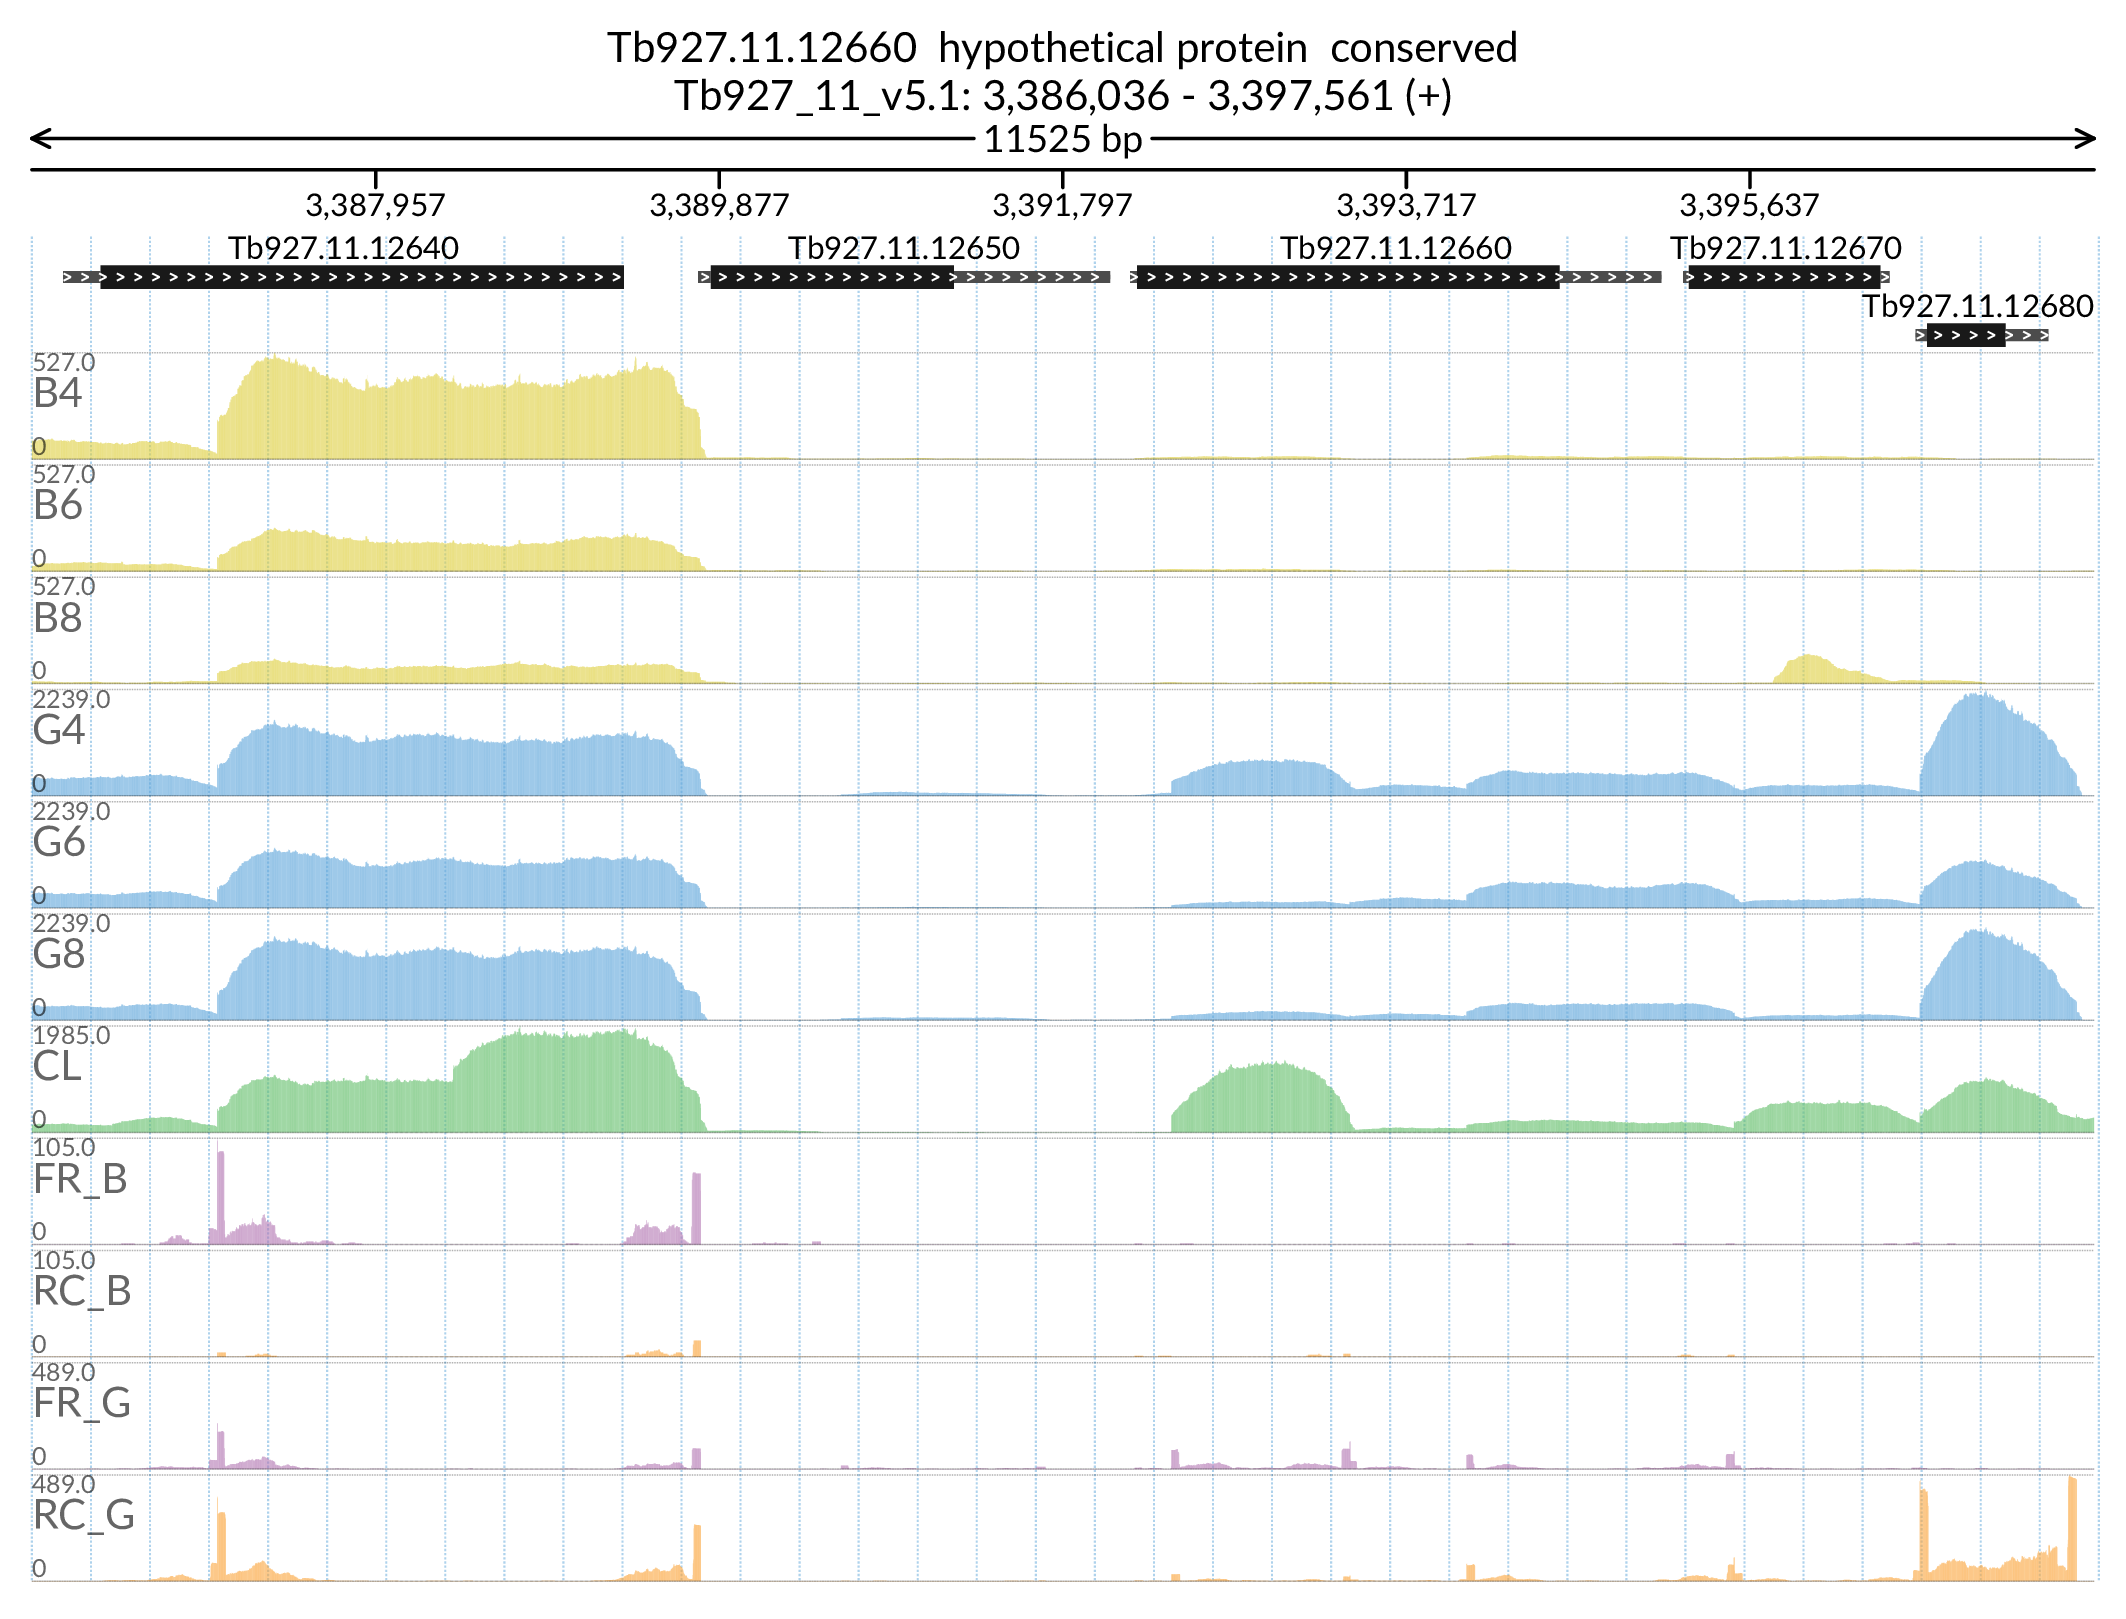 Tb927.11.12660  hypothetical protein  conserved
Tb927_11_v5.1: 3,386,036 - 3,397,561 (+)
11525 bp
3,387,957 3,389,877 3,391,797 3,393,717 3,395,637
Tb927.11.12640 Tb927.11.12650 Tb927.11.12660 Tb927.11.12670
Tb927.11.12680
527.0
B4
0
527.0
B6
0
527.0
B8
0
2239.0
G4
0
2239.0
G6
0
2239.0
G8
0
1985.0
CL
0
105.0
FR_B
0
105.0
RC_B
0
489.0
FR_G
0
489.0
RC_G
0